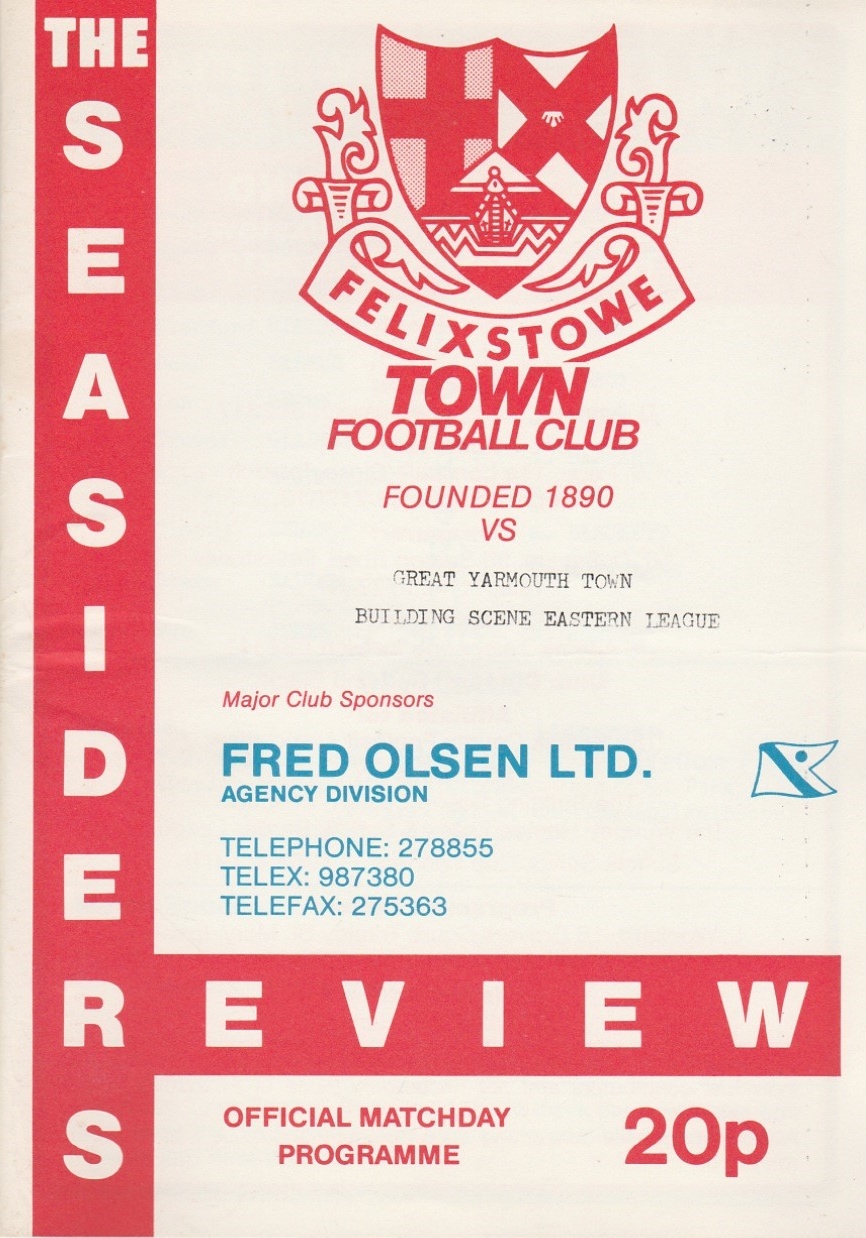 THE
SEASIDERS
FELIXSTOWE
TOWN
FOOTBALL CLUB
FOUNDED 1890
VS
GREAT YARMOUTH TOWN
BUILDING SCENE EASTERN LEAGUE
Major Club Sponsors
FRED OLSEN LTD.
AGENCY DIVISION
TELEPHONE: 278855
TELEX: 987380
TELEFAX: 275363
REVIEW
OFFICIAL MATCHDAY
PROGRAMME
20p